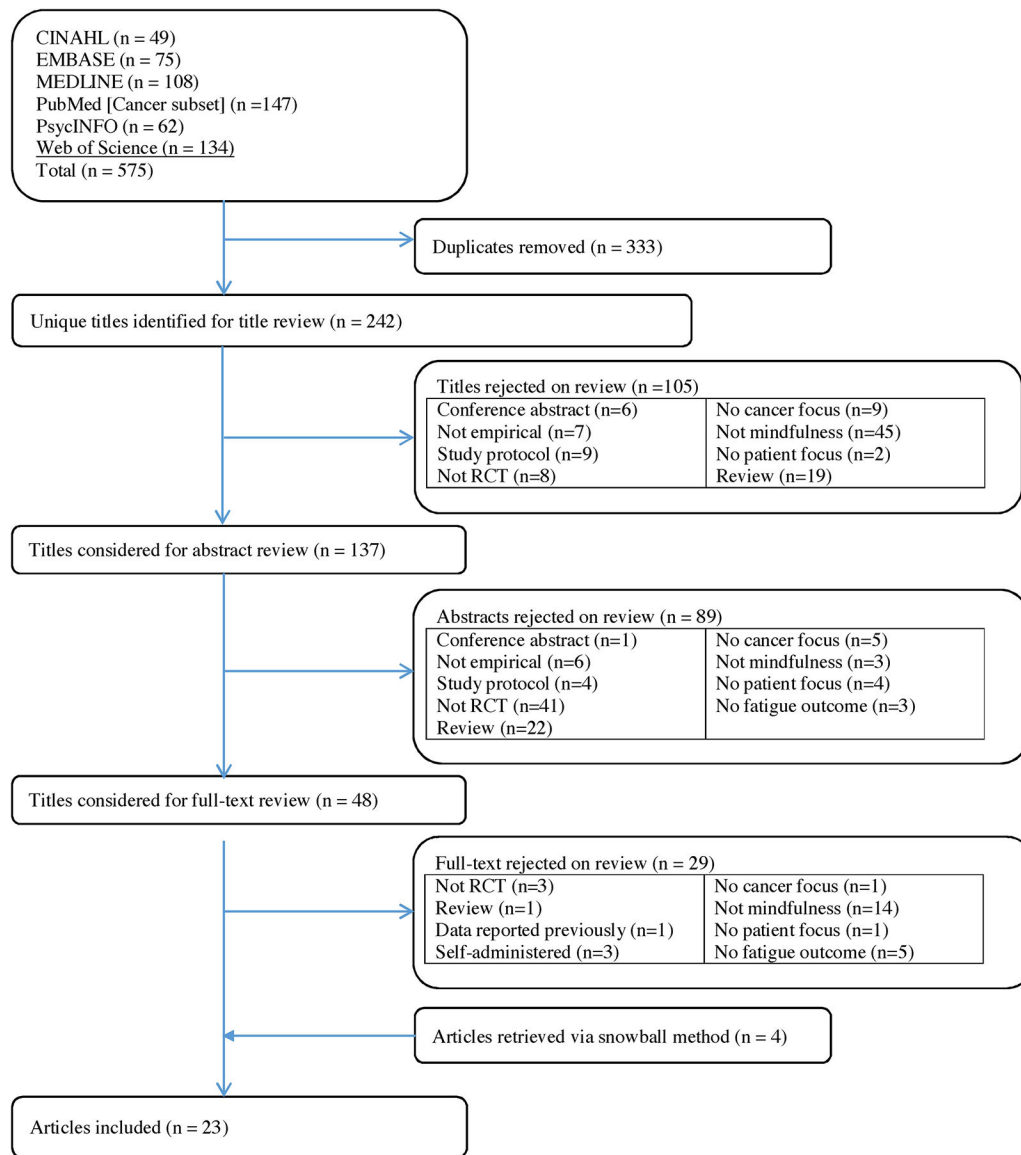 CINAHL (n = 49)
EMBASE (n = 75)
MEDLINE (n = 108)
PubMed [Cancer subset] (n =147)
PsycINFO (n = 62)
Web of Science (n = 134)
Total (n = 575)
Duplicates removed (n = 333)
Unique titles identified for title review (n = 242)
Titles rejected on review (n =105)
Conference abstract (n=6)
Not empirical (n=7)
Study protocol (n=9)
Not RCT (n=8)
No cancer focus (n=9)
Not mindfulness (n=45)
No patient focus (n=2)
Review (n=19)
Titles considered for abstract review (n = 137)
Abstracts rejected on review (n = 89)
Conference abstract (n=1)
Not empirical (n=6)
Study protocol (n=4)
Not RCT (n=41)
Review (n=22)
No cancer focus (n=5)
Not mindfulness (n=3)
No patient focus (n=4)
No fatigue outcome (n=3)
Titles considered for full-text review (n = 48)
Full-text rejected on review (n = 29)
Not RCT (n=3)
Review (n=1)
Data reported previously (n=1)
Self-administered (n=3)
No cancer focus (n=1)
Not mindfulness (n=14)
No patient focus (n=1)
No fatigue outcome (n=5)
Articles retrieved via snowball method (n = 4)
Articles included (n = 23)